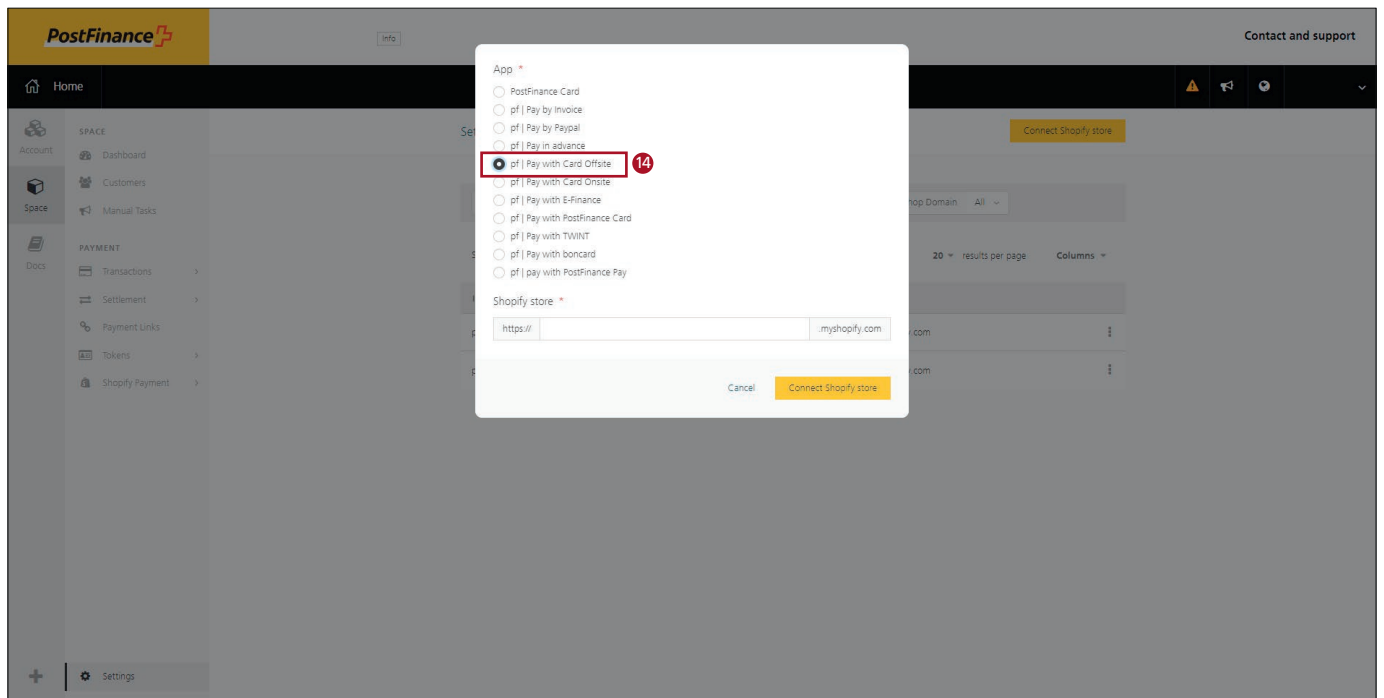 PostFinance
Info
Contact and support
Home
Account
Space
Docs
SPACE
Dashboard
Customers
Manual Tasks
PAYMENT
Transactions
Settlement
Payment Links
Tokens
Shopify Payment
Settings
Set
Connect Shopify store
hop Domain All
20 results per page Columns
.com
.com
App *
PostFinance Card
pf | Pay by Invoice
pf | Pay by Paypal
pf | Pay in advance
pf | Pay with Card Offsite
14
pf | Pay with Card Onsite
pf | Pay with E-Finance
pf | Pay with PostFinance Card
pf | Pay with TWINT
pf | Pay with boncard
pf | pay with PostFinance Pay
Shopify store *
https:// .myshopify.com
Cancel Connect Shopify store